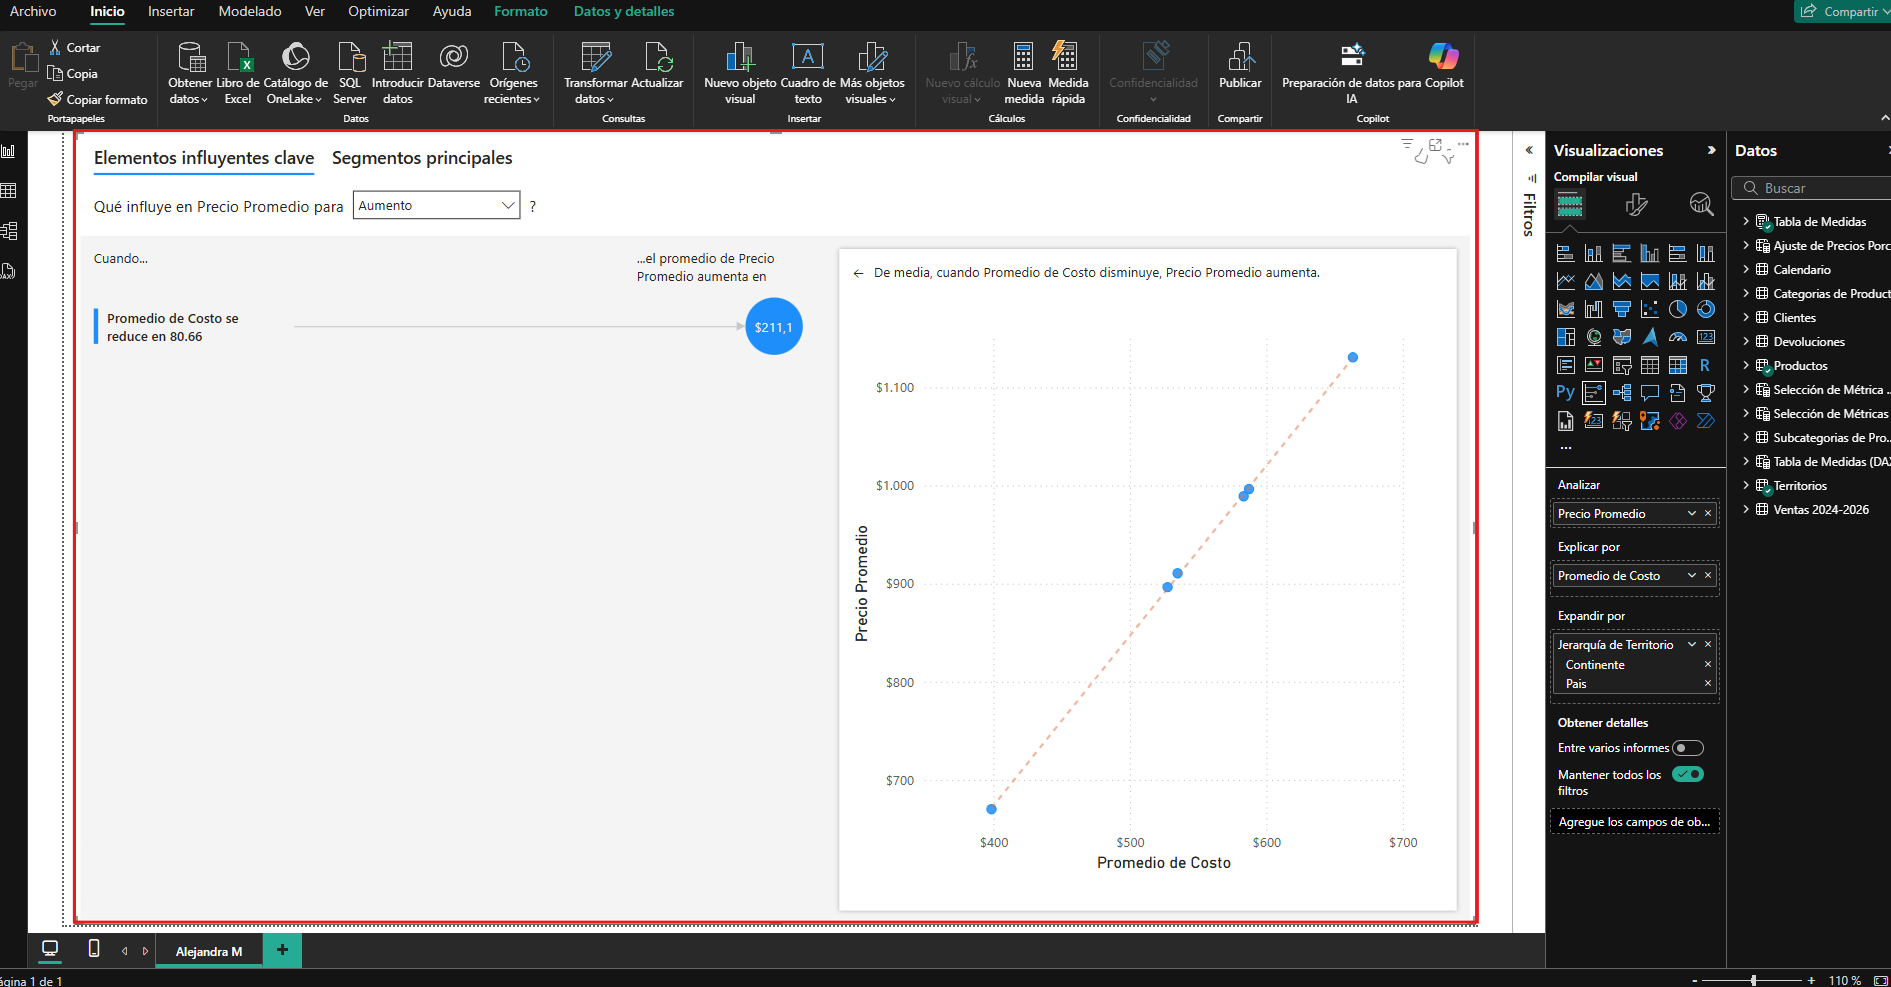 Archivo
Inicio
Insertar
Modelado
Ver
Optimizar
Ayuda
Formato
Datos y detalles
Compartir
Pegar
Cortar
Copia
Copiar formato
Portapapeles
Obtener datos
Libro de Excel
Catálogo de OneLake
SQL Server
Introducir datos
Dataverse
Orígenes recientes
Datos
Transformar datos
Actualizar
Consultas
Nuevo objeto visual
Cuadro de texto
Más objetos visuales
Insertar
Nuevo cálculo visual
Nueva medida
Medida rápida
Cálculos
Confidencialidad
Confidencialidad
Publicar
Compartir
Preparación de datos para IA
Copilot
Copilot
Elementos influyentes clave
Segmentos principales
Qué influye en Precio Promedio para
Aumento
?
Cuando...
...el promedio de Precio
Promedio aumenta en
Promedio de Costo se
reduce en 80.66
$211,1
De media, cuando Promedio de Costo disminuye, Precio Promedio aumenta.
$1.100
$1.000
$900
$800
$700
Precio Promedio
$400
$500
$600
$700
Promedio de Costo
Filtros
Visualizaciones
Compilar visual
R
Py
123
...
Analizar
Precio Promedio
Explicar por
Promedio de Costo
Expandir por
Jerarquía de Territorio
Continente
Pais
Obtener detalles
Entre varios informes
Mantener todos los
filtros
Agregue los campos de ob...
Datos
Buscar
Tabla de Medidas
Ajuste de Precios Porc
Calendario
Categorias de Product
Clientes
Devoluciones
Productos
Selección de Métrica ...
Selección de Métricas
Subcategorias de Pro...
Tabla de Medidas (DAX
Territorios
Ventas 2024-2026
Alejandra M
+
ágina 1 de 1
-
+
110 %